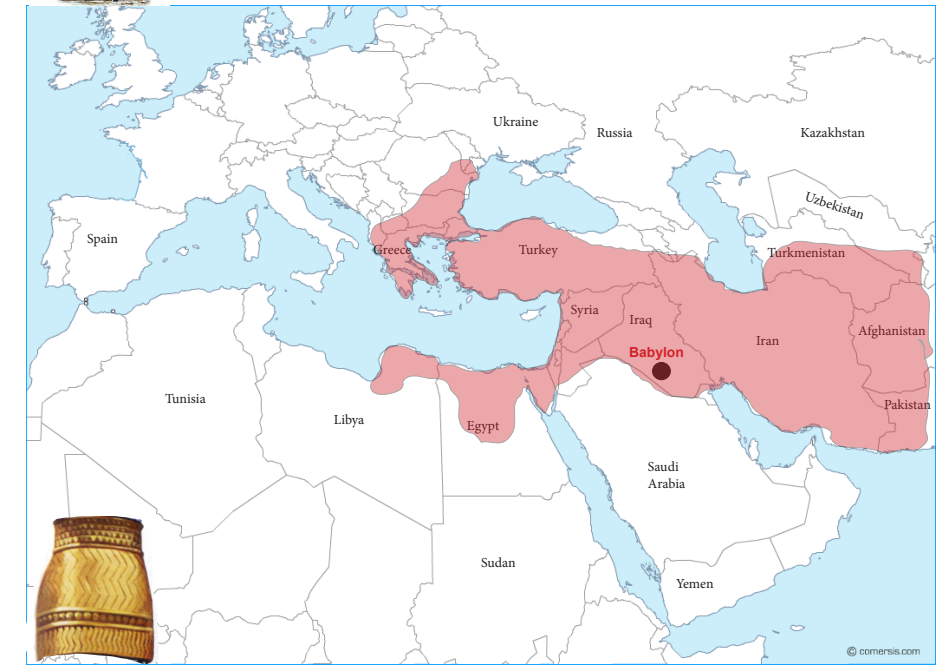 Ukraine
Russia
Kazakhstan
Uzbekistan
Spain
Greece
Turkey
Turkmenistan
Syria
Iraq
Iran
Afghanistan
Babylon
Pakistan
Tunisia
Libya
Egypt
Saudi
Arabia
Sudan
Yemen
© comersis.com